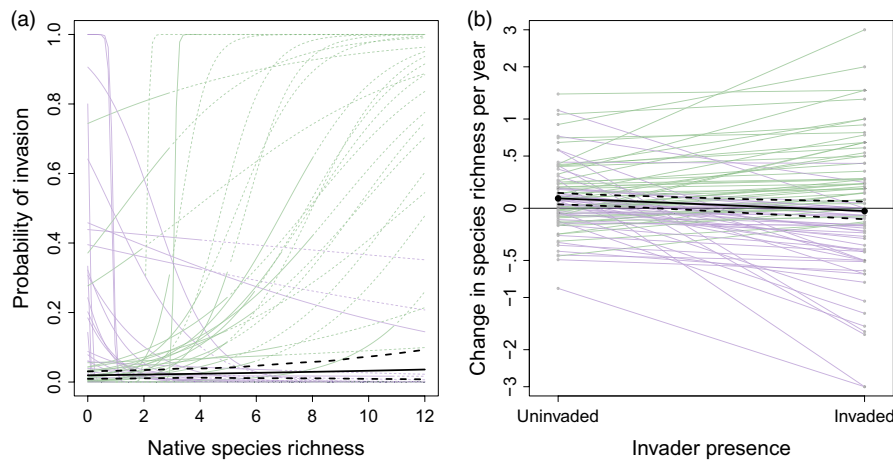 (a)
1.0
0.8
0.6
0.4
0.2
0.0
Probability of invasion
0 2 4 6 8 10 12
Native species richness
(b)
3
2
1
.5
0
-.5
-1
-2
-3
Change in species richness per year
Uninvaded Invaded
Invader presence